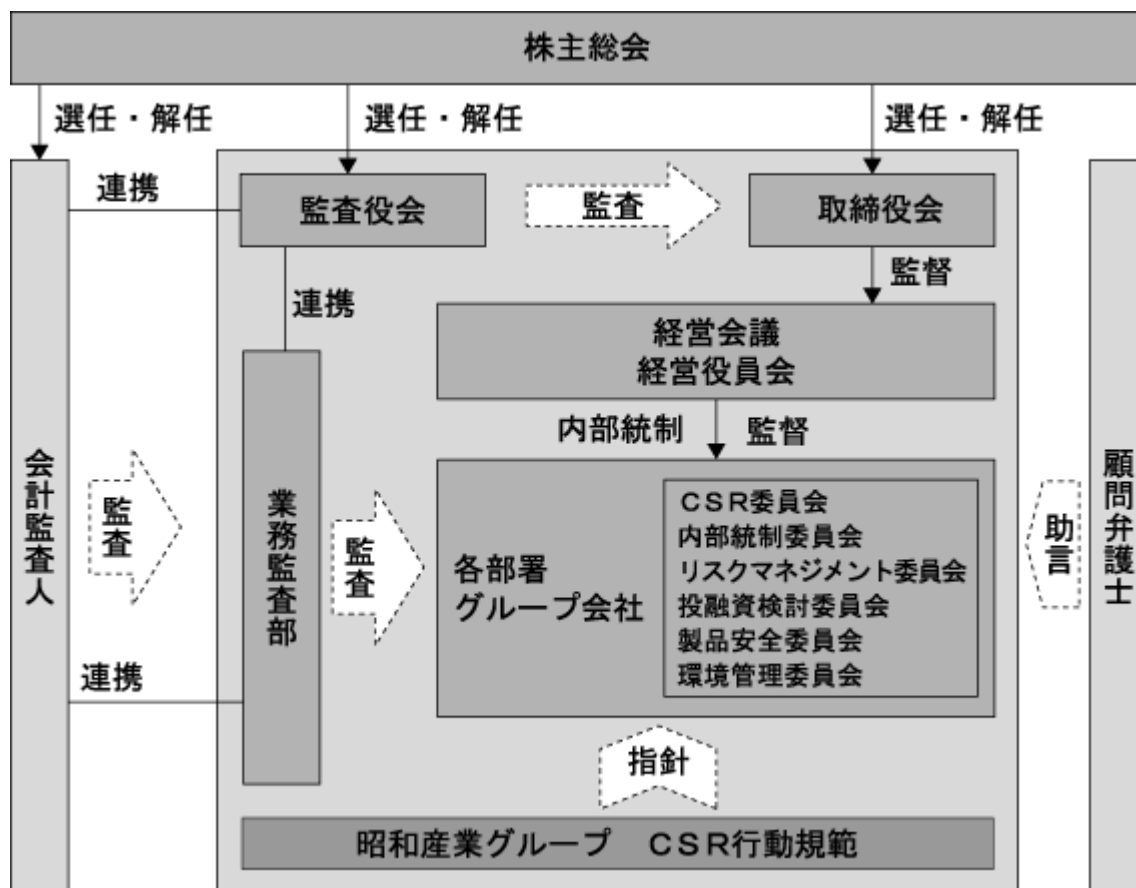 株主総会
選任・解任
選任・解任
選任・解任
連携
監査役会
監査
取締役会
監督
連携
経営会議
経営役員会
内部統制
監督
会計監査人
監査
業務監査部
監査
各部署
グループ会社
CSR委員会
内部統制委員会
リスクマネジメント委員会
投融資検討委員会
製品安全委員会
環境管理委員会
助言
顧問弁護士
連携
指針
昭和産業グループ　CSR行動規範